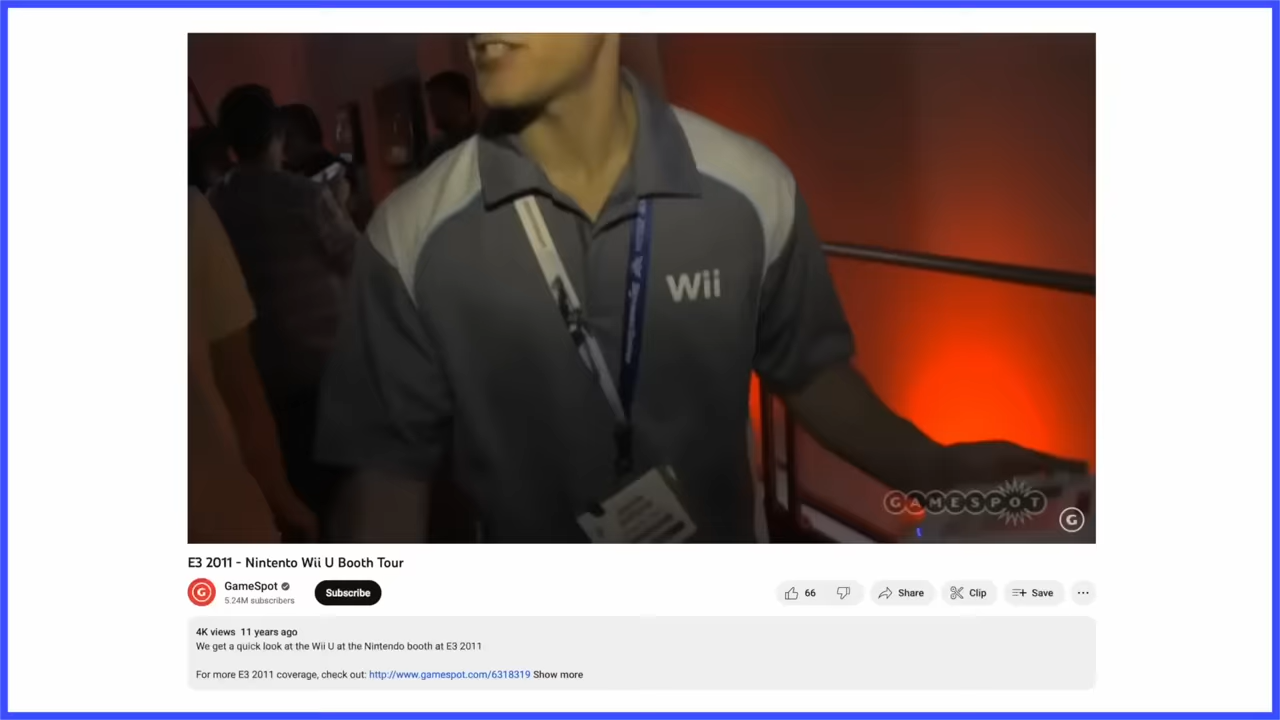 Wii
GAMESPOT
G
E3 2011 - Nintento Wii U Booth Tour
G
GameSpot
5.24M subscribers
Subscribe
66
Share
Clip
Save
4K views 11 years ago
We get a quick look at the Wii U at the Nintendo booth at E3 2011
For more E3 2011 coverage, check out: http://www.gamespot.com/6318319 Show more